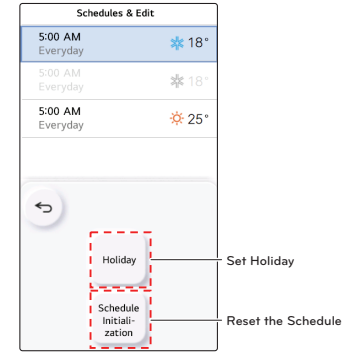 Schedules & Edit
5:00 AM
Everyday
18°
5:00 AM
Everyday
18°
5:00 AM
Everyday
25°
Holiday
Set Holiday
Schedule
Initiali-
zation
Reset the Schedule